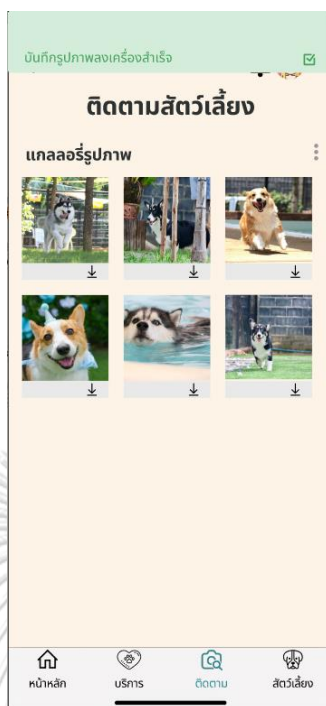 บันทึกรูปภาพลงเครื่องสำเร็จ
ติดตามสัตว์เลี้ยง
แกลลอรี่รูปภาพ
หน้าหลัก บริการ ติดตาม สัตว์เลี้ยง